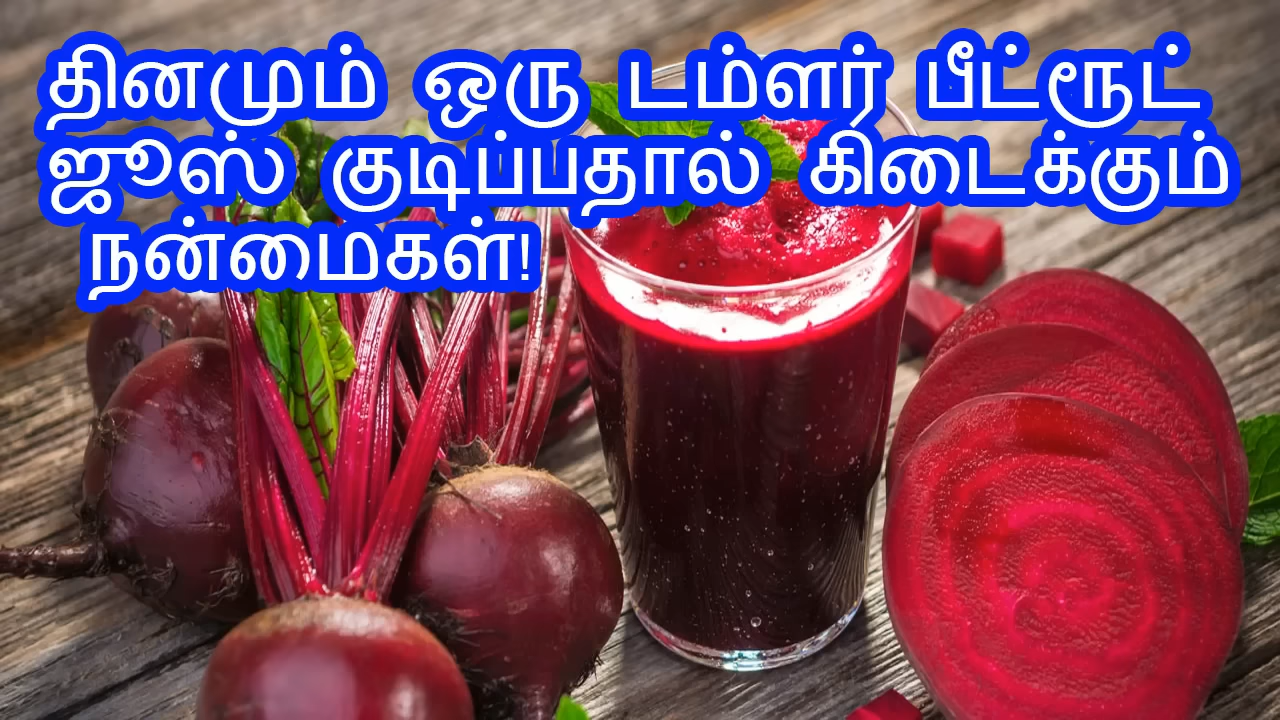 தினமும் ஒரு டம்ளர் பீட்ரூட்
ஜூஸ் குடிப்பதால் கிடைக்கும்
நன்மைகள்!